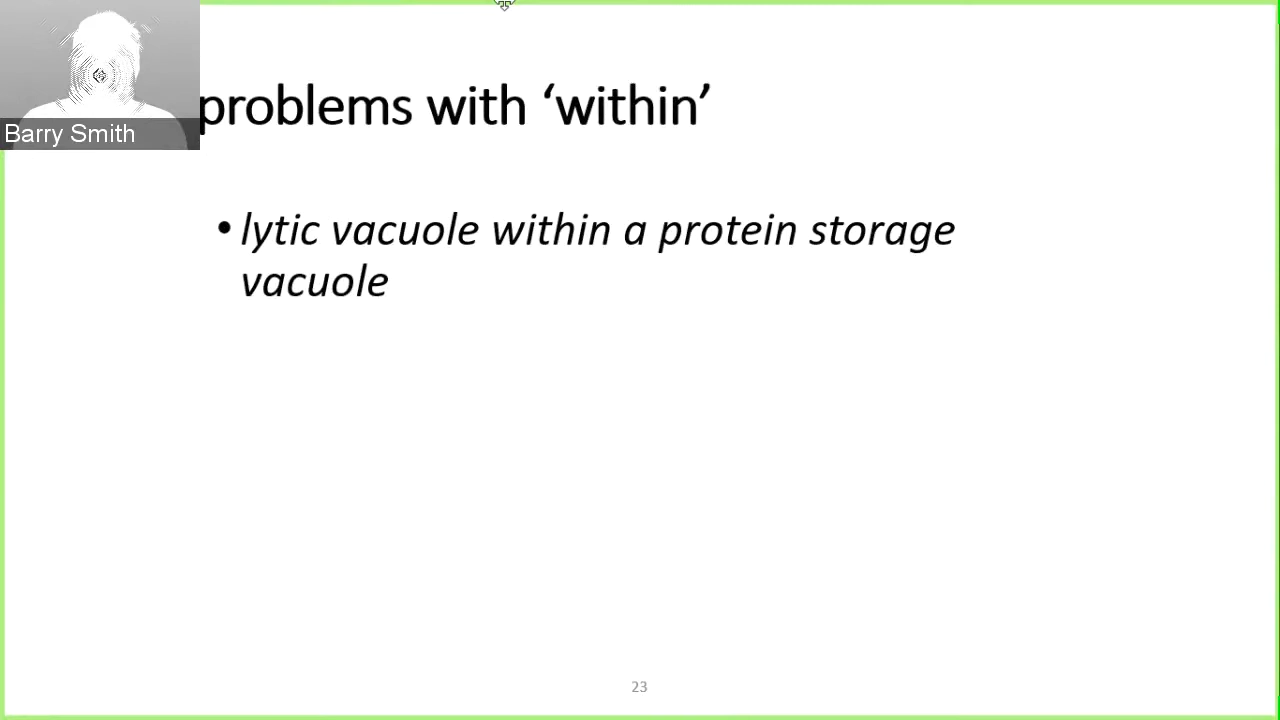 problems with ‘within’
Barry Smith
• lytic vacuole within a protein storage
vacuole
23